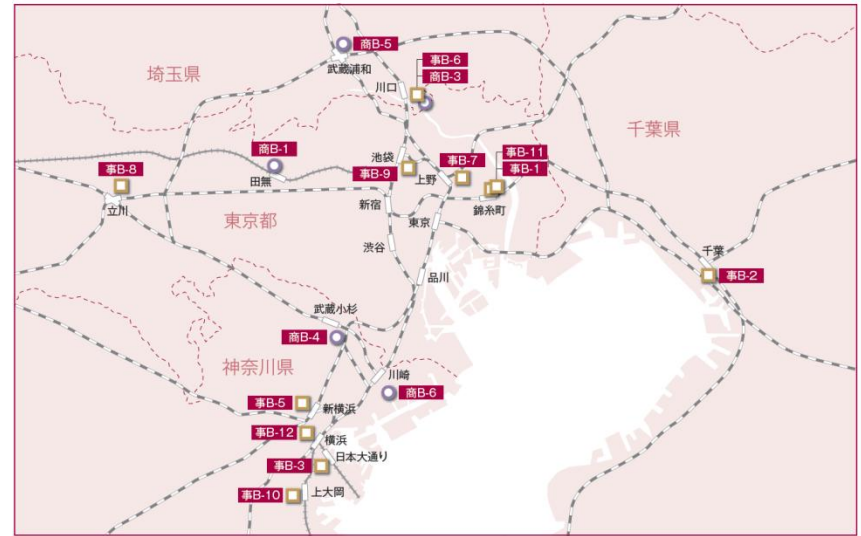 商B-5
武蔵浦和
事B-6
商B-3
埼玉県
川口
千葉県
商B-1
池袋
事B-7
事B-11
事B-1
事B-8
田無
事B-9
上野
立川
新宿
錦糸町
東京都
東京
渋谷
千葉
品川
事B-2
武蔵小杉
商B-4
神奈川県
川崎
商B-6
事B-5
新横浜
事B-12
横浜
日本大通り
事B-3
事B-10
上大岡